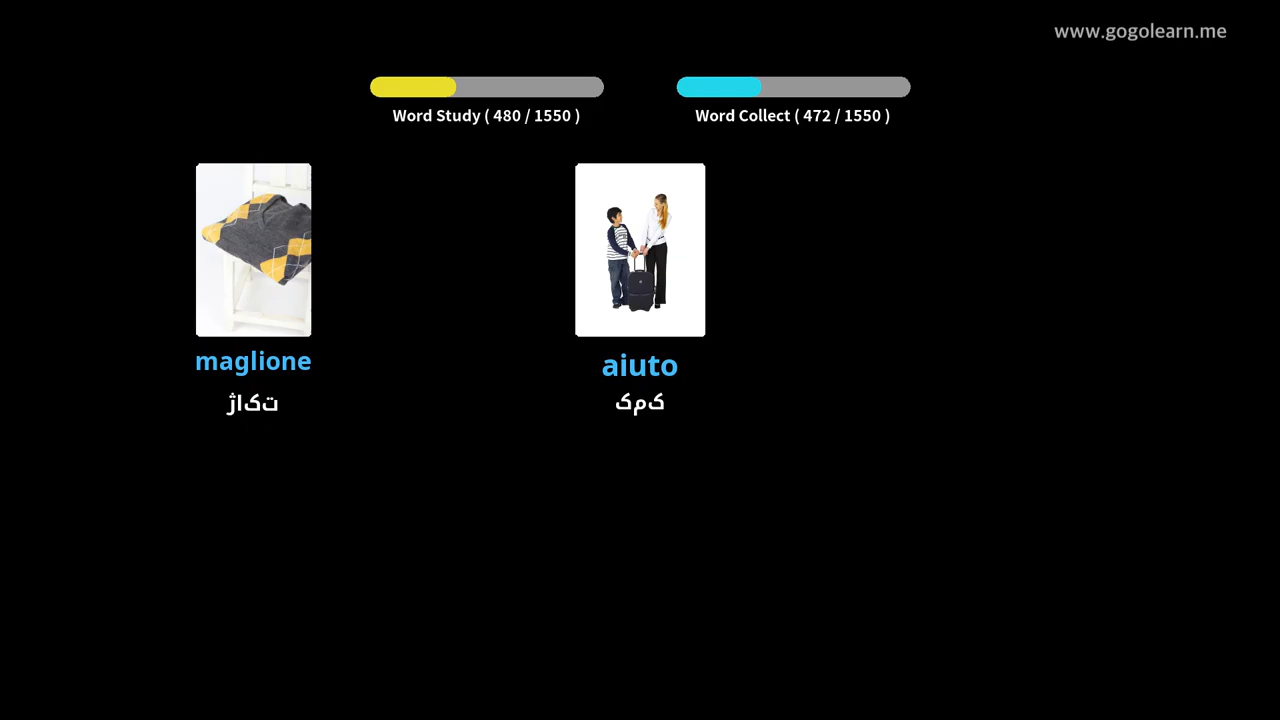 www.gogolearn.me
Word Study ( 480 / 1550 )
Word Collect ( 472 / 1550 )
maglione
تکاژ
aiuto
کمک